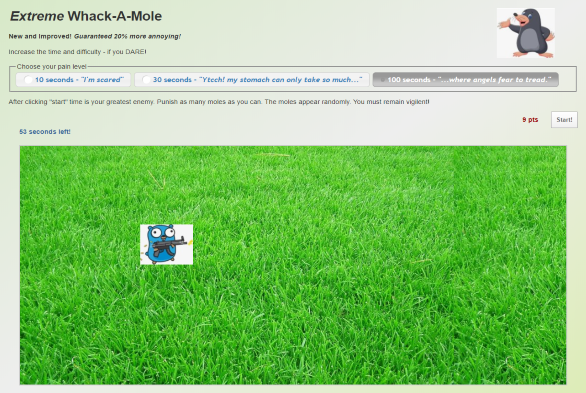 Extreme Whack-A-Mole
New and Improved! Guaranteed 20% more annoying!
Increase the time and difficulty - if you DARE!
Choose your pain level
10 seconds - "I'm scared"
30 seconds - "Ytcch! my stomach can only take so much..."
100 seconds - "...where angels fear to tread."
After clicking "start" time is your greatest enemy. Punish as many moles as you can. The moles appear randomly. You must remain vigilent!
9 pts
Start!
53 seconds left!